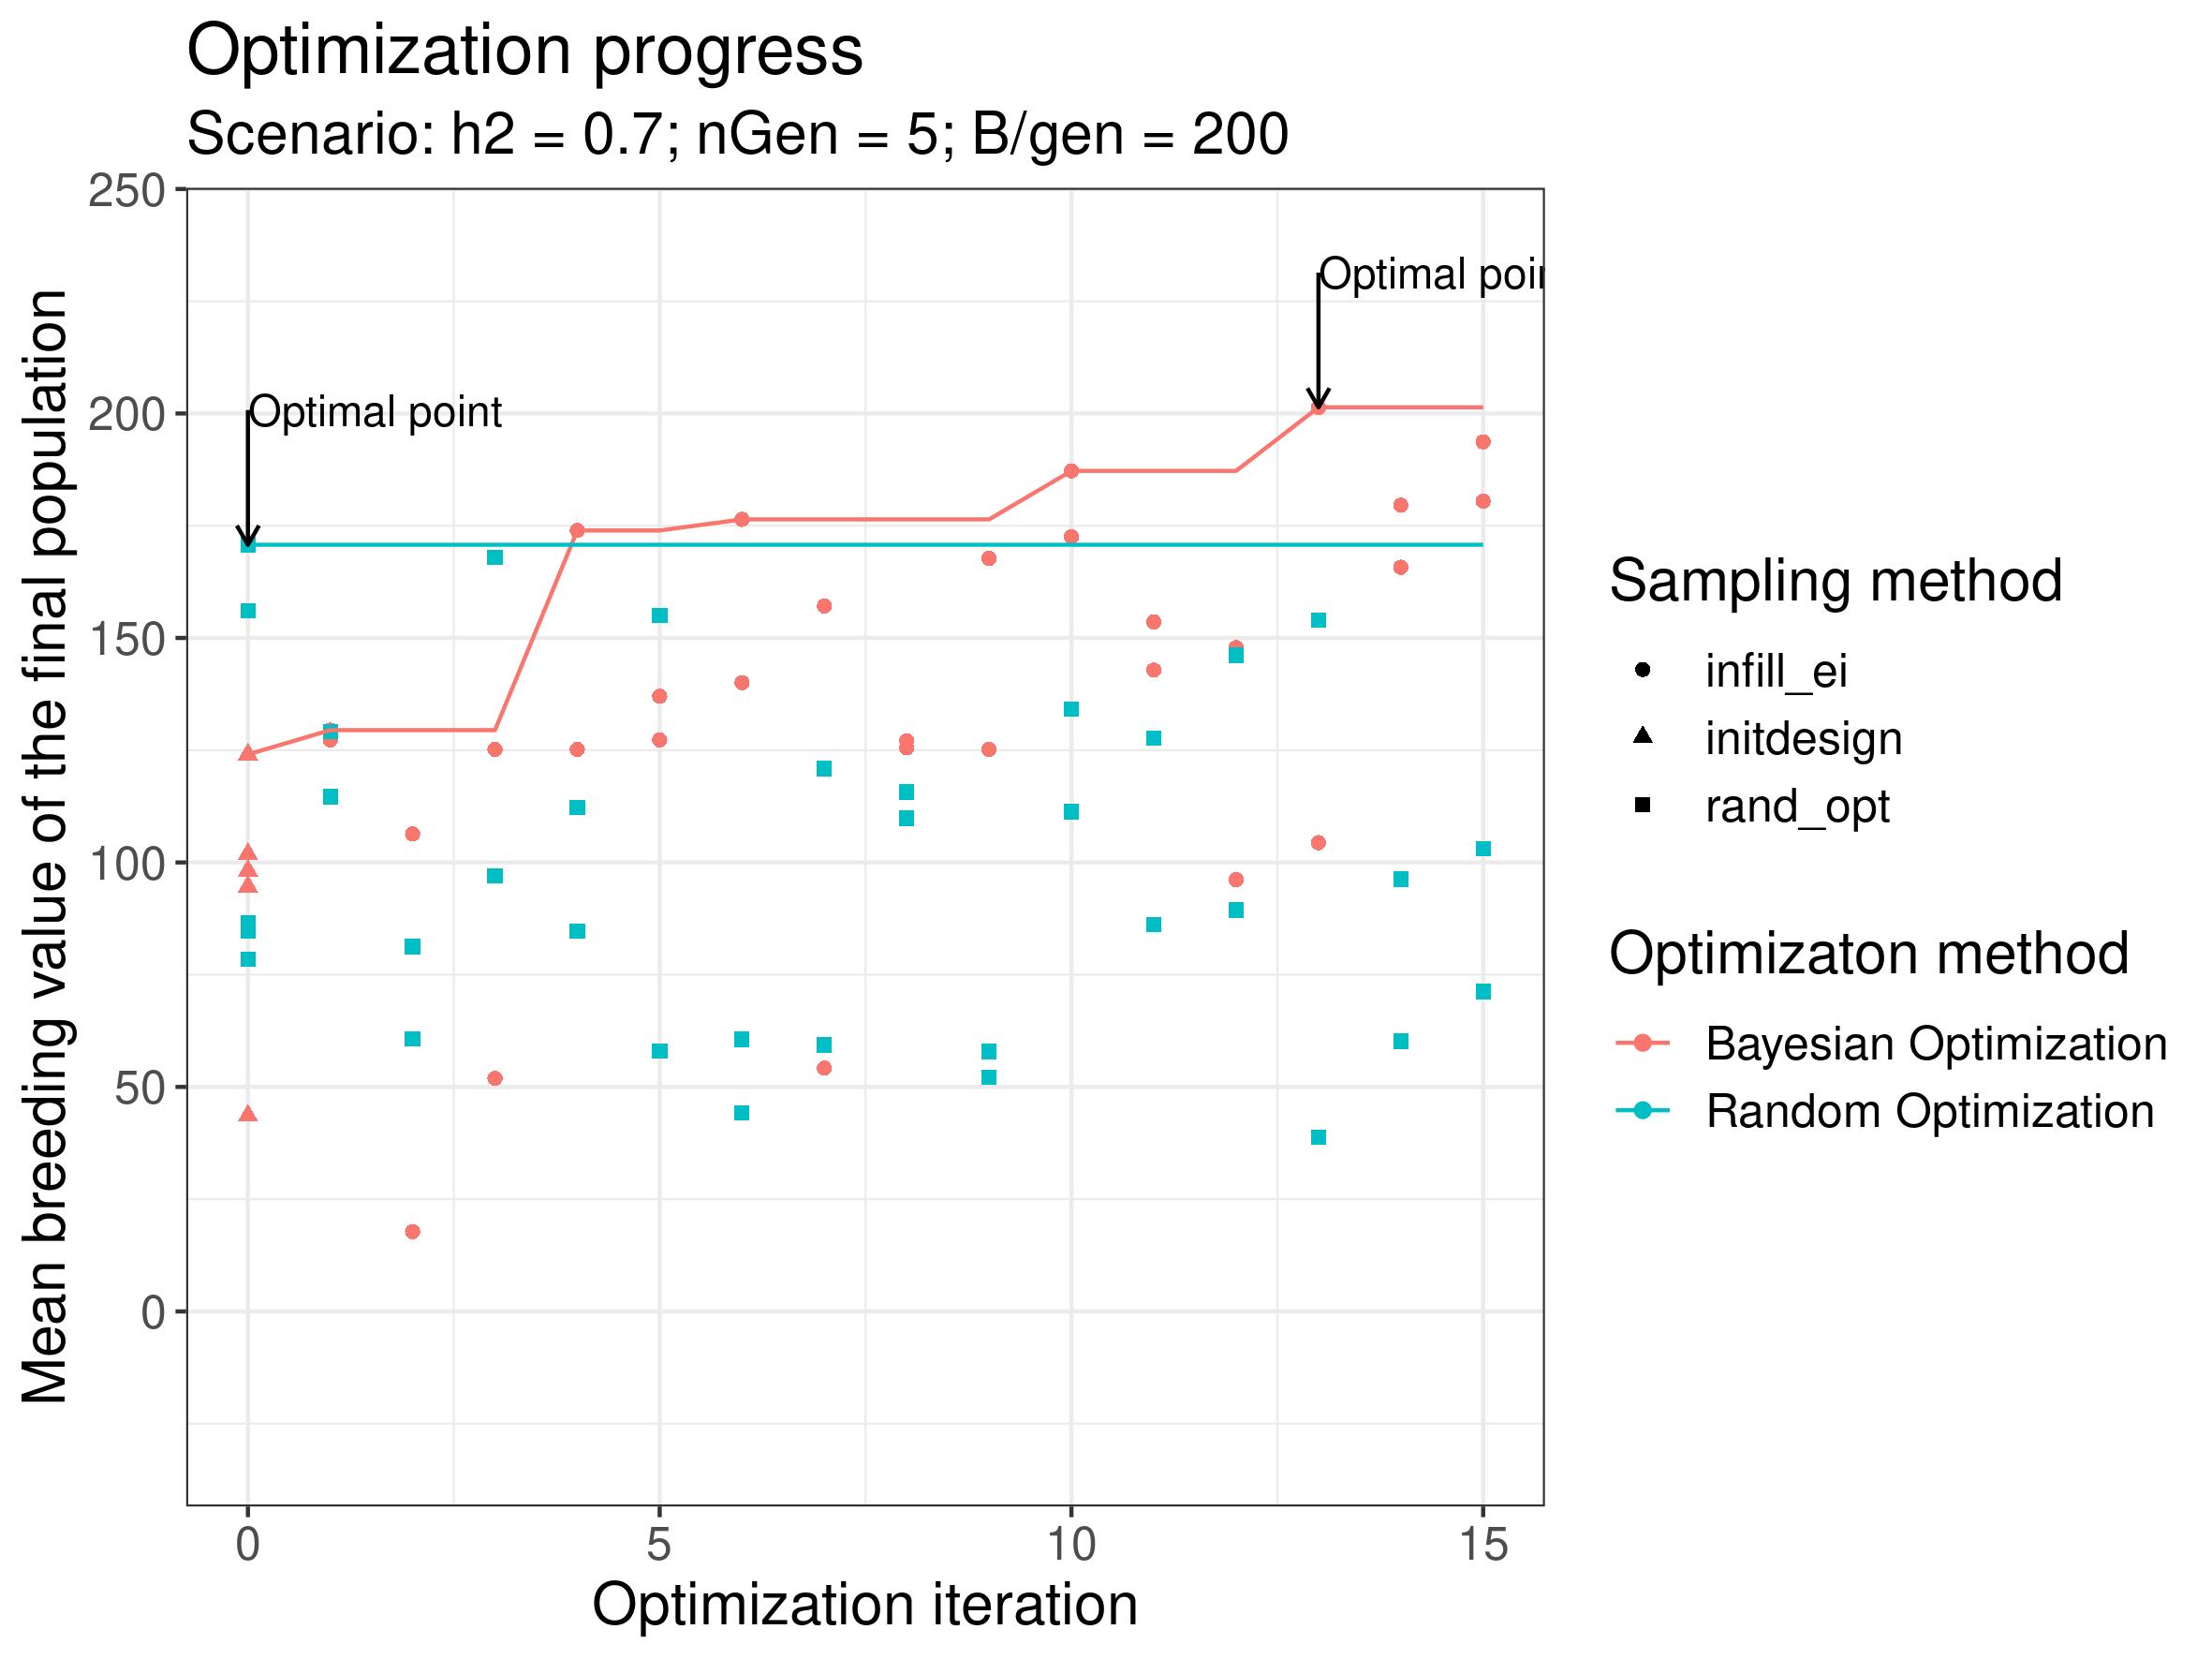 Optimization progress
Scenario: h2 = 0.7; nGen = 5; B/gen = 200
Mean breeding value of the final population
250
200
150
100
50
0
Optimal point
Optimal poin
0
5
10
15
Optimization iteration
Sampling method
infill_ei
initdesign
rand_opt
Optimizaton method
Bayesian Optimization
Random Optimization